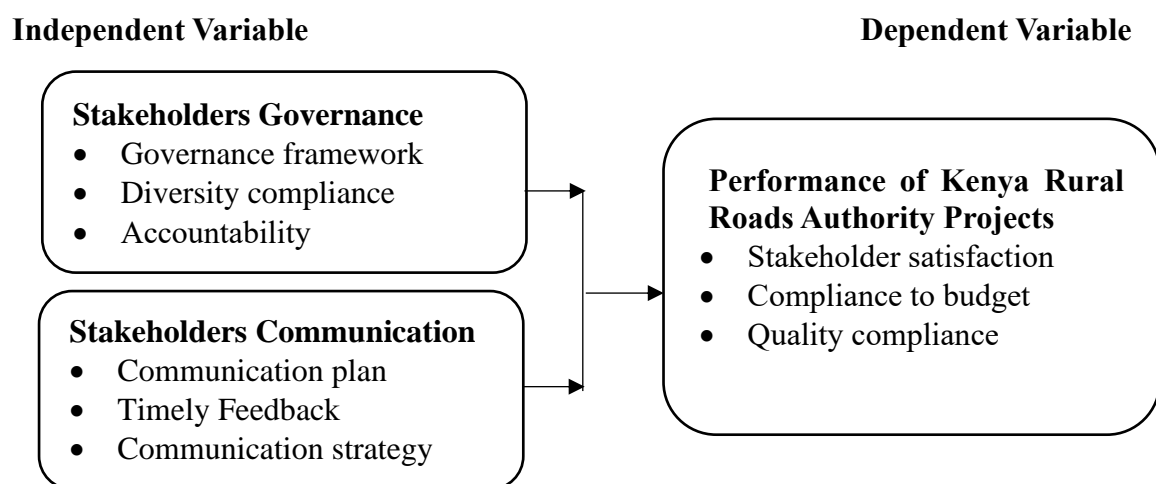 Independent Variable
Dependent Variable
Stakeholders Governance
• Governance framework
• Diversity compliance
• Accountability
Stakeholders Communication
• Communication plan
• Timely Feedback
• Communication strategy
Performance of Kenya Rural
Roads Authority Projects
• Stakeholder satisfaction
• Compliance to budget
• Quality compliance